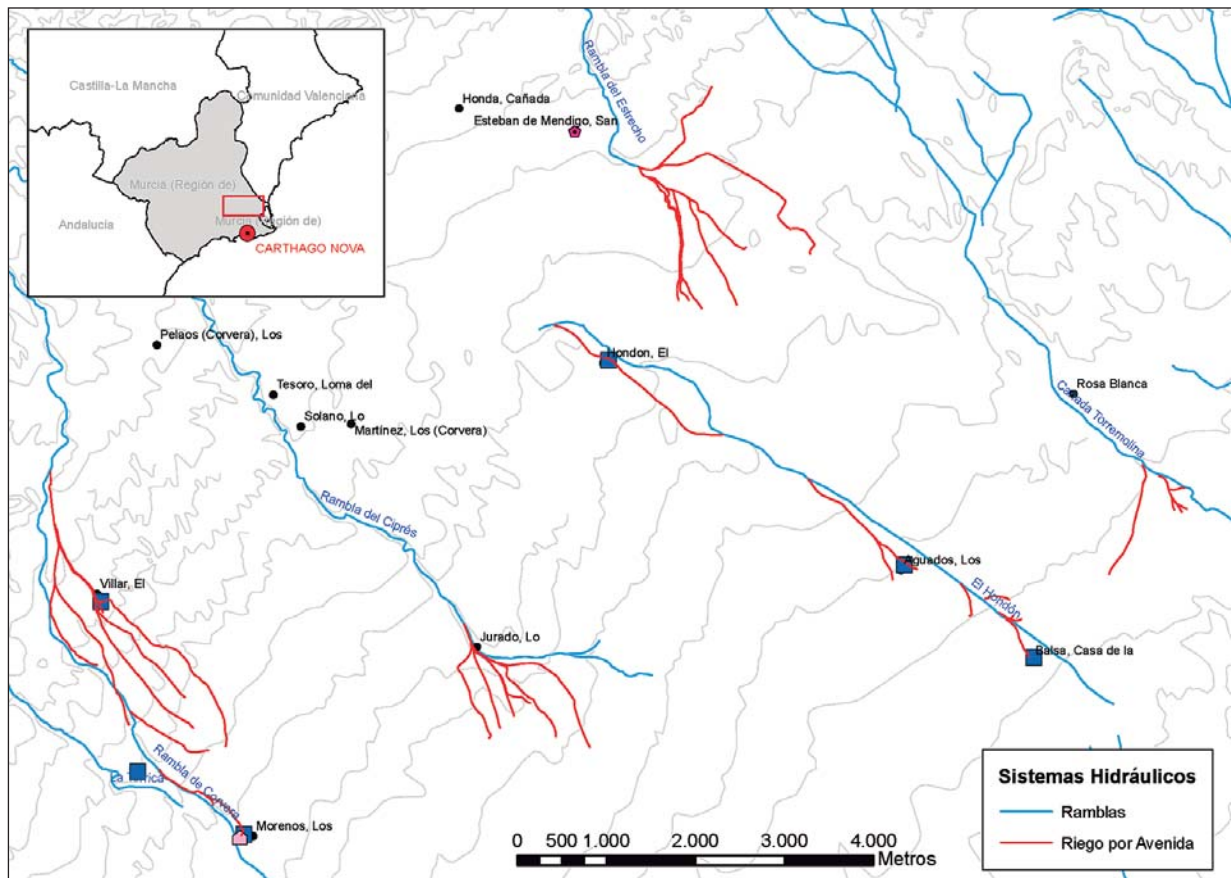 Castilla-La Mancha
Comunidad Valenciana
Murcia (Región de)
Murcia (Región de)
Andalucía
CARTHAGO NOVA
Honda, Cañada
Esteban de Mendigo, San
Rambla del Estrecho
Pelaos (Corvera), Los
Hondon, El
Tesoro, Loma del
Solano, Lo
Martínez, Los (Corvera)
Rosa Blanca
Cañada Torremolina
Rambla del Ciprés
Villar, El
Aguados, Los
El Hondón
Jurado, Lo
Balsa, Casa de la
Rambla de Corvera
Morenos, Los
0 500 1.000 2.000 3.000 4.000
Metros
Sistemas Hidráulicos
Ramblas
Riego por Avenida